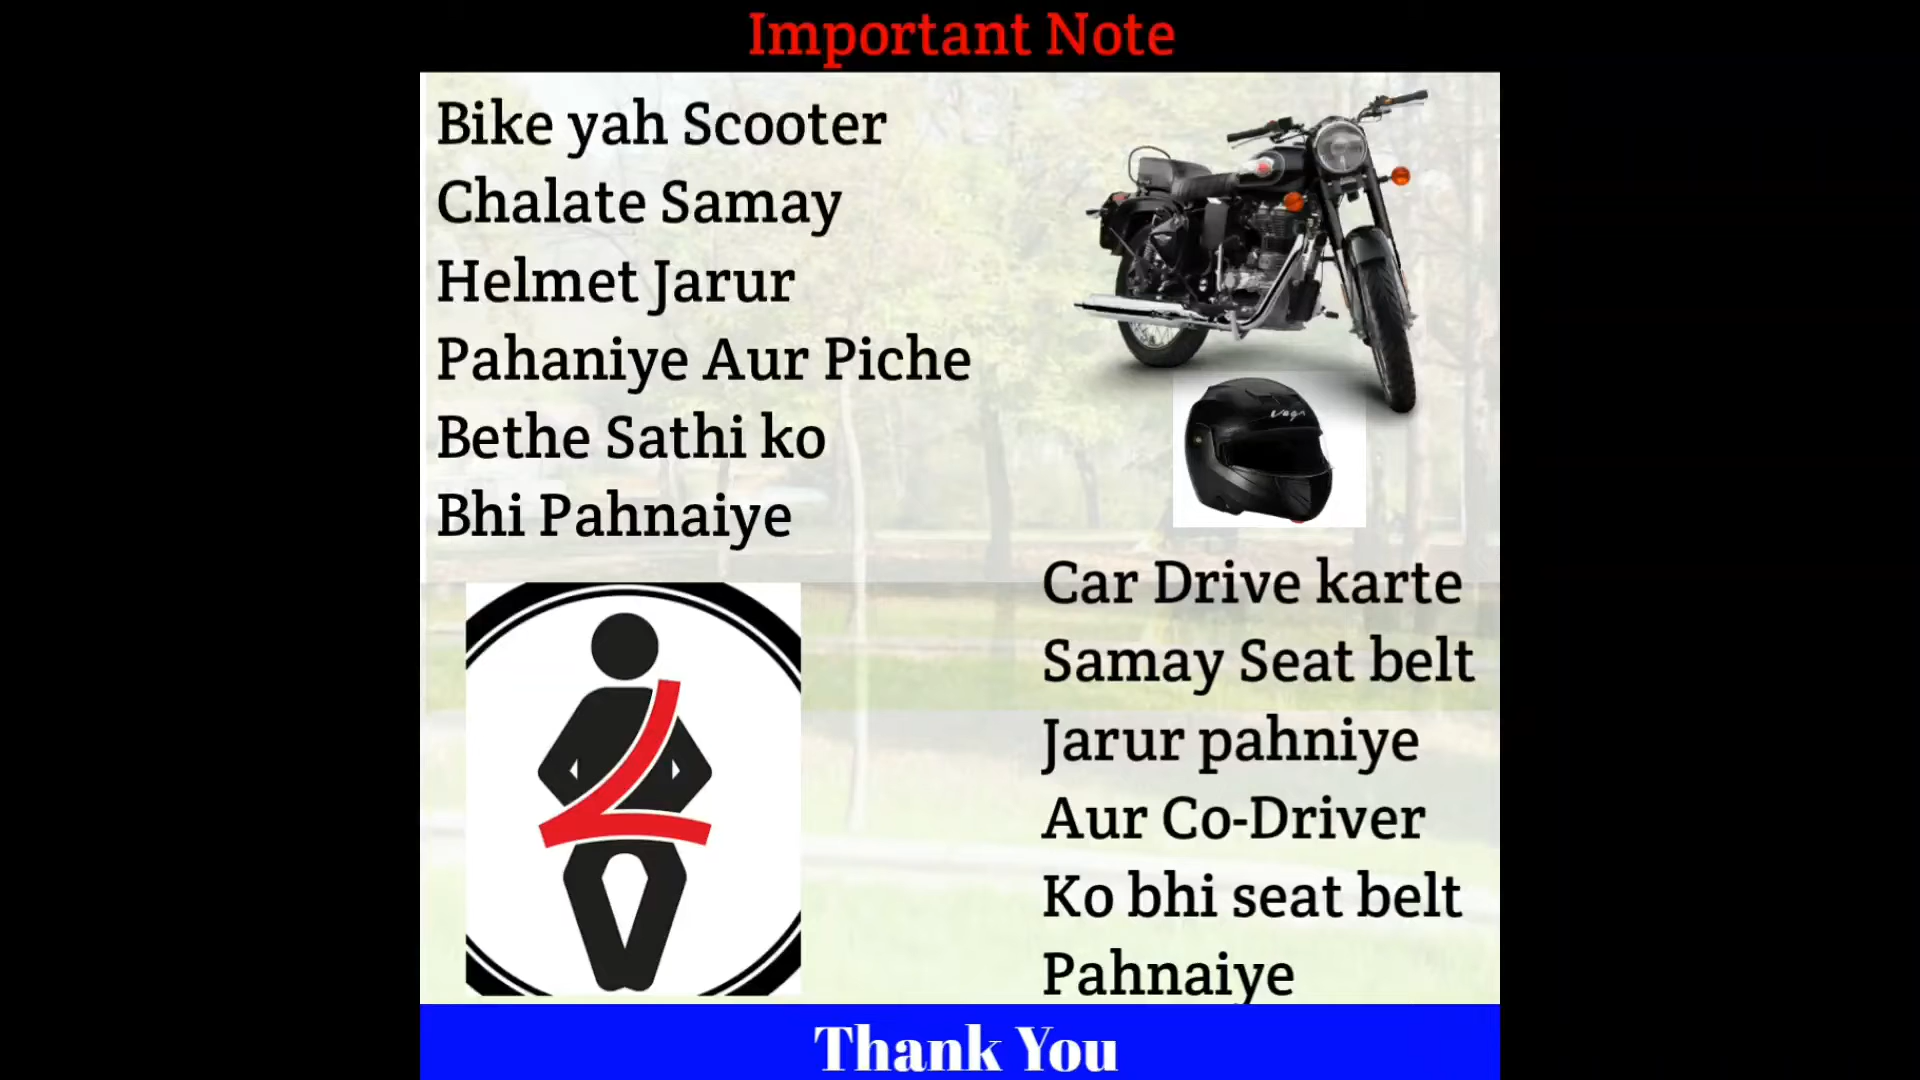 Important Note
Bike yah Scooter
Chalate Samay
Helmet Jarur
Pahaniye Aur Piche
Bethe Sathi ko
Bhi Pahnaiye
Vega
Car Drive karte
Samay Seat belt
Jarur pahniye
Aur Co-Driver
Ko bhi seat belt
Pahnaiye
Thank You